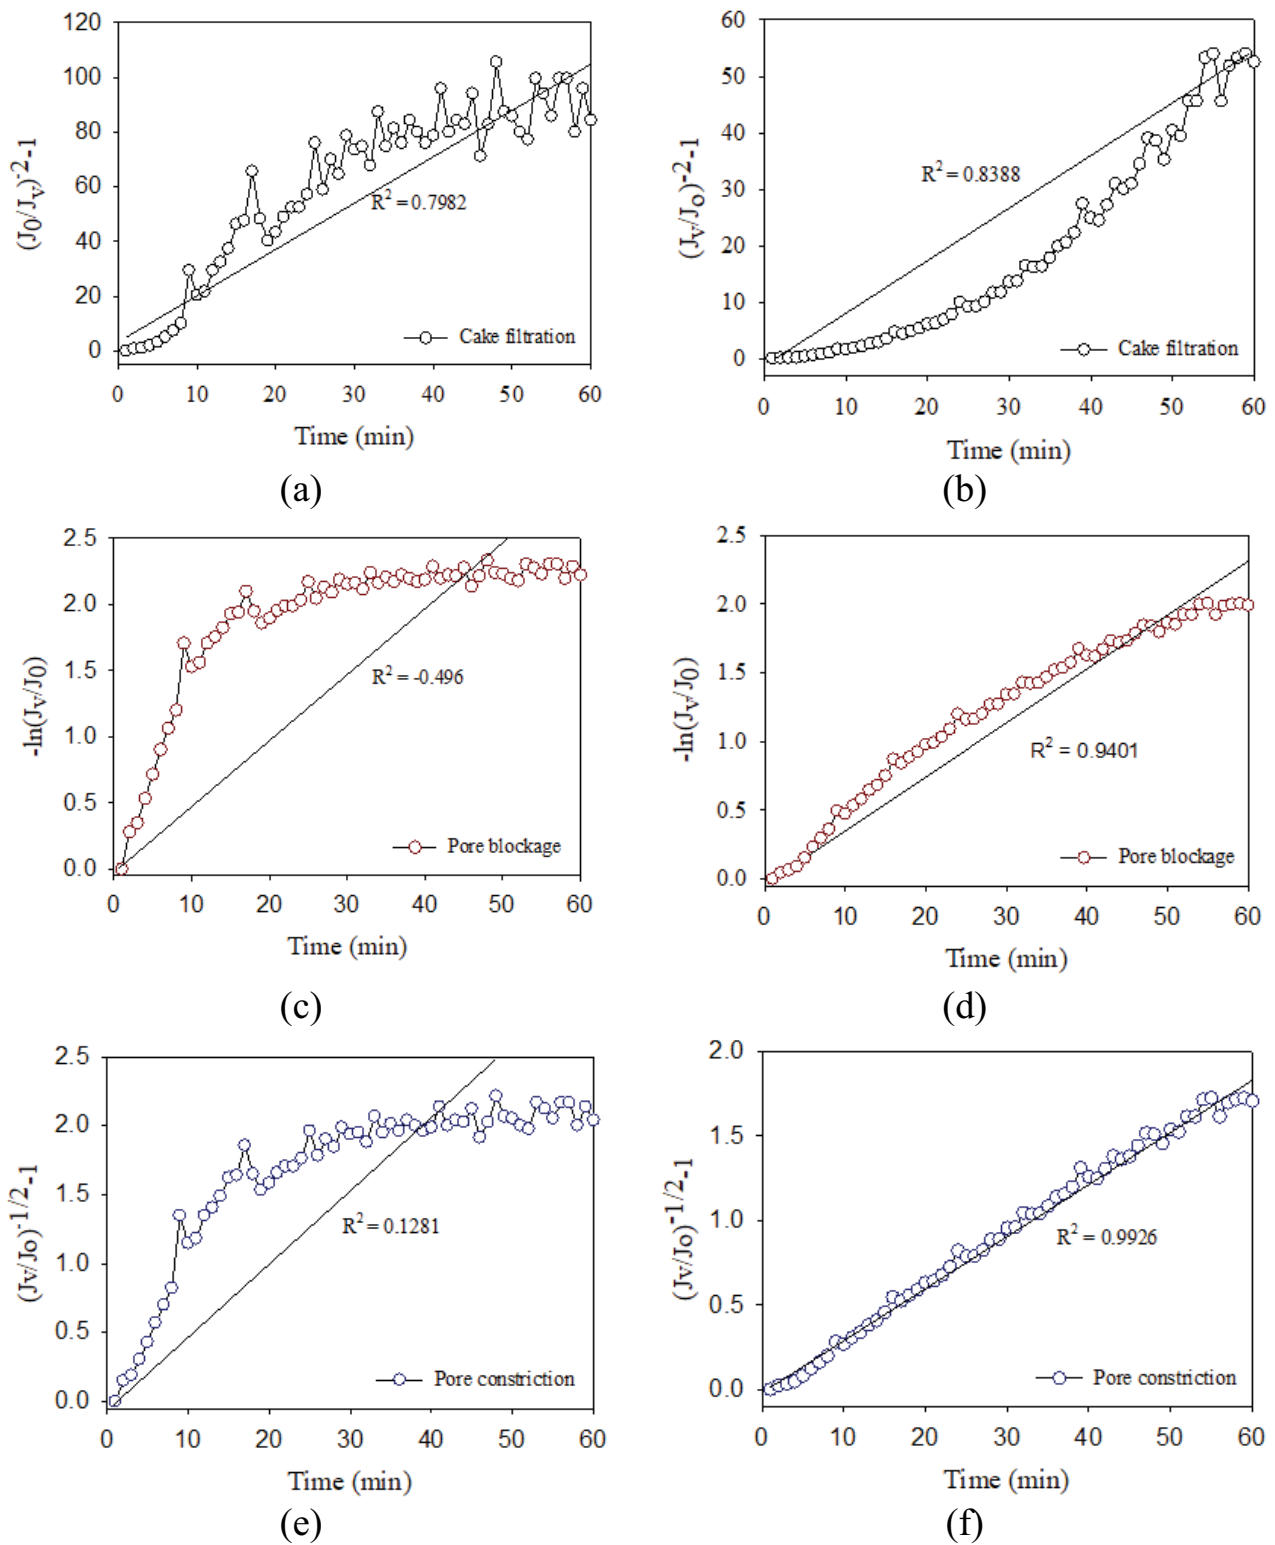 120
100
80
60
40
20
0
(J0/Jv)^-2-1
R^2 = 0.7982
Cake filtration
0 10 20 30 40 50 60
Time (min)
(a)
60
50
40
30
20
10
0
(Jv/Jo)^-2-1
R^2 = 0.8388
Cake filtration
0 10 20 30 40 50 60
Time (min)
(b)
2.5
2.0
1.5
1.0
0.5
0.0
-ln(Jv/J0)
R^2 = -0.496
Pore blockage
0 10 20 30 40 50 60
Time (min)
(c)
2.5
2.0
1.5
1.0
0.5
0.0
-ln(Jv/J0)
R^2 = 0.9401
Pore blockage
0 10 20 30 40 50 60
Time (min)
(d)
2.5
2.0
1.5
1.0
0.5
0.0
(Jv/Jo)^-1/2-1
R^2 = 0.1281
Pore constriction
0 10 20 30 40 50 60
Time (min)
(e)
2.0
1.5
1.0
0.5
0.0
(Jv/Jo)^-1/2-1
R^2 = 0.9926
Pore constriction
0 10 20 30 40 50 60
Time (min)
(f)